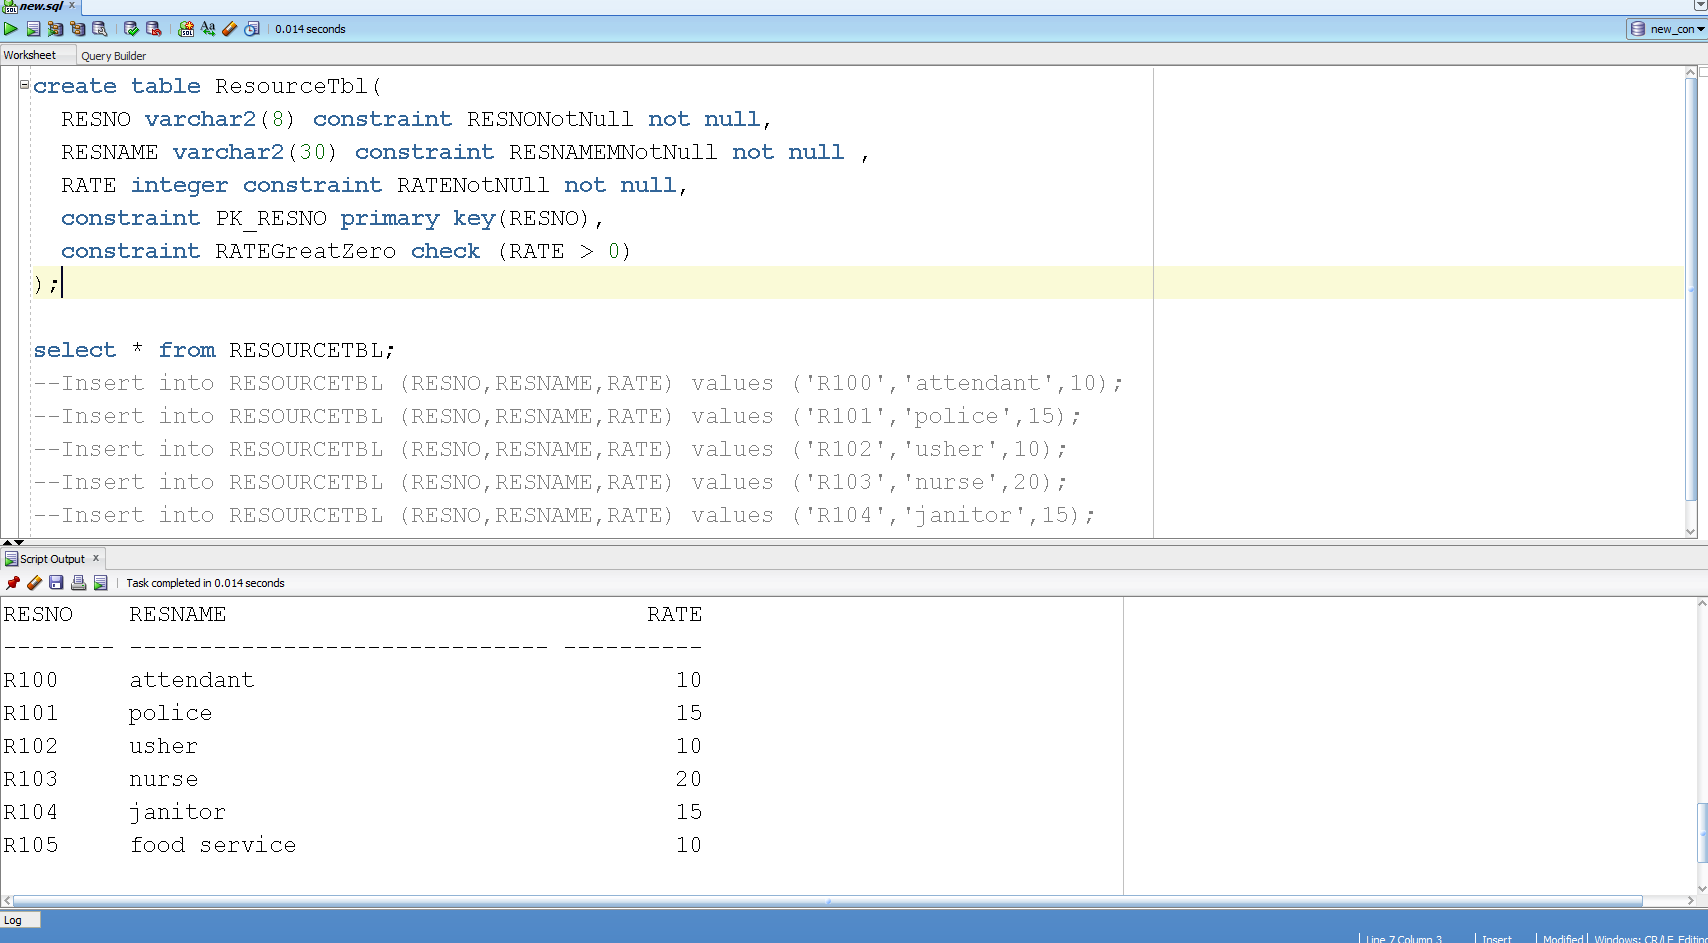 new.sql
0.014 seconds
new_con
Worksheet Query Builder
create table ResourceTbl(
RESNO varchar2(8) constraint RESNONotNull not null,
RESNAME varchar2(30) constraint RESNAMEMNotNull not null ,
RATE integer constraint RATENotNUll not null,
constraint PK_RESNO primary key(RESNO),
constraint RATEGreatZero check (RATE > 0)
);
select * from RESOURCETBL;
--Insert into RESOURCETBL (RESNO,RESNAME,RATE) values ('R100','attendant',10);
--Insert into RESOURCETBL (RESNO,RESNAME,RATE) values ('R101','police',15);
--Insert into RESOURCETBL (RESNO,RESNAME,RATE) values ('R102','usher',10);
--Insert into RESOURCETBL (RESNO,RESNAME,RATE) values ('R103','nurse',20);
--Insert into RESOURCETBL (RESNO,RESNAME,RATE) values ('R104','janitor',15);
Script Output
Task completed in 0.014 seconds
RESNO RESNAME RATE
-------- ------------------------------ ----------
R100 attendant 10
R101 police 15
R102 usher 10
R103 nurse 20
R104 janitor 15
R105 food service 10
Log
Line 7 Column 3 Insert Modified Windows: CR/LF Editing